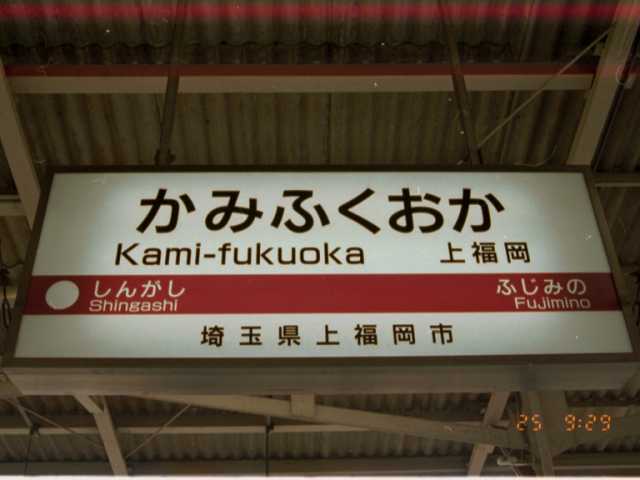 かみふくおか
Kami-fukuoka 上福岡
しんがし ふじみの
Shingashi Fujimino
埼玉県上福岡市
25 9:29